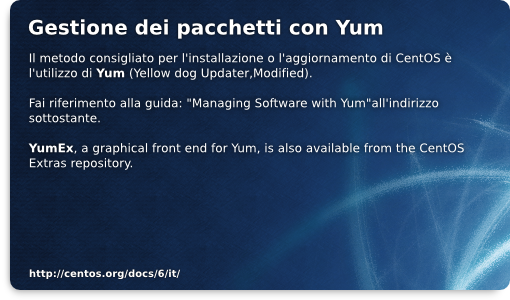 Gestione dei pacchetti con Yum
Il metodo consigliato per l'installazione o l'aggiornamento di CentOS è
l'utilizzo di Yum (Yellow dog Updater,Modified).
Fai riferimento alla guida: "Managing Software with Yum"all'indirizzo
sottostante.
YumEx, a graphical front end for Yum, is also available from the CentOS
Extras repository.
http://centos.org/docs/6/it/